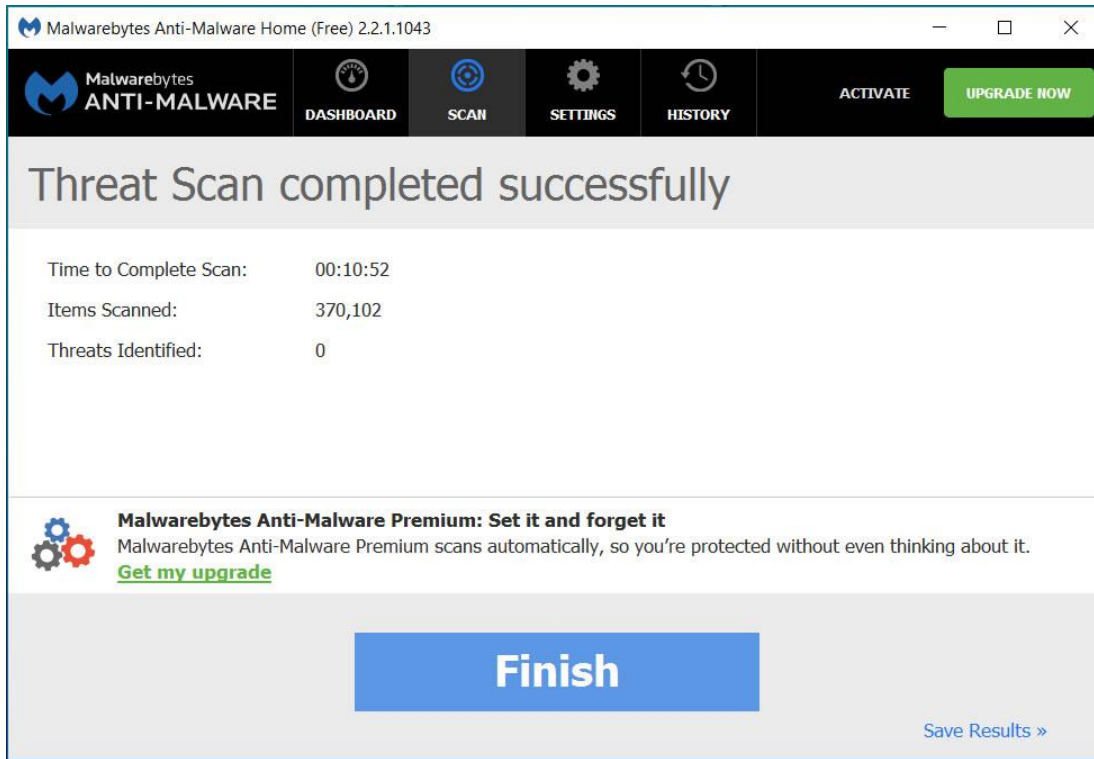 Malwarebytes Anti-Malware Home (Free) 2.2.1.1043
Malwarebytes
ANTI-MALWARE
DASHBOARD
SCAN
SETTINGS
HISTORY
ACTIVATE
UPGRADE NOW
Threat Scan completed successfully
Time to Complete Scan: 00:10:52
Items Scanned: 370,102
Threats Identified: 0
Malwarebytes Anti-Malware Premium: Set it and forget it
Malwarebytes Anti-Malware Premium scans automatically, so you’re protected without even thinking about it.
Get my upgrade
Finish
Save Results »